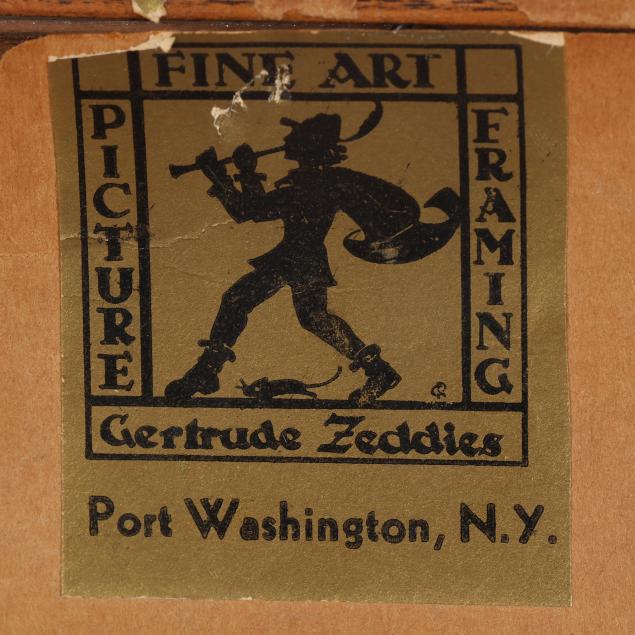 FINE ART
PICTURE
FRAMING
Gertrude Zeddies
Port Washington, N.Y.